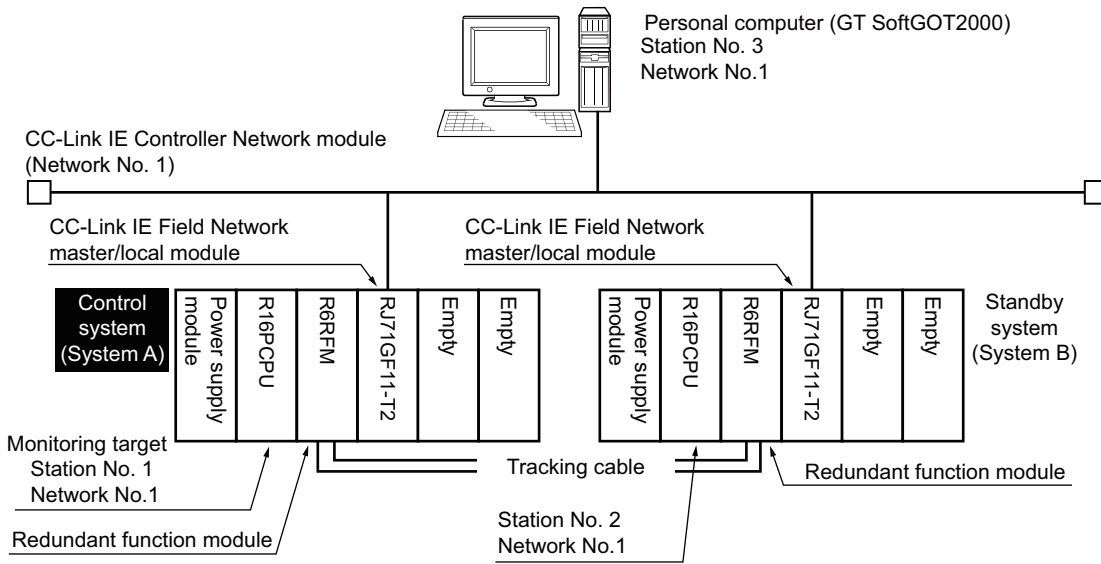 Personal computer (GT SoftGOT2000)
Station No. 3
Network No.1
CC-Link IE Controller Network module
(Network No. 1)
CC-Link IE Field Network
master/local module
CC-Link IE Field Network
master/local module
Control
system
(System A)
Power supply
module
R16PCPU
R6RFM
RJ71GF11-T2
Empty
Empty
Power supply
module
R16PCPU
R6RFM
RJ71GF11-T2
Empty
Empty
Standby
system
(System B)
Monitoring target
Station No. 1
Network No.1
Tracking cable
Redundant function module
Station No. 2
Network No.1
Redundant function module